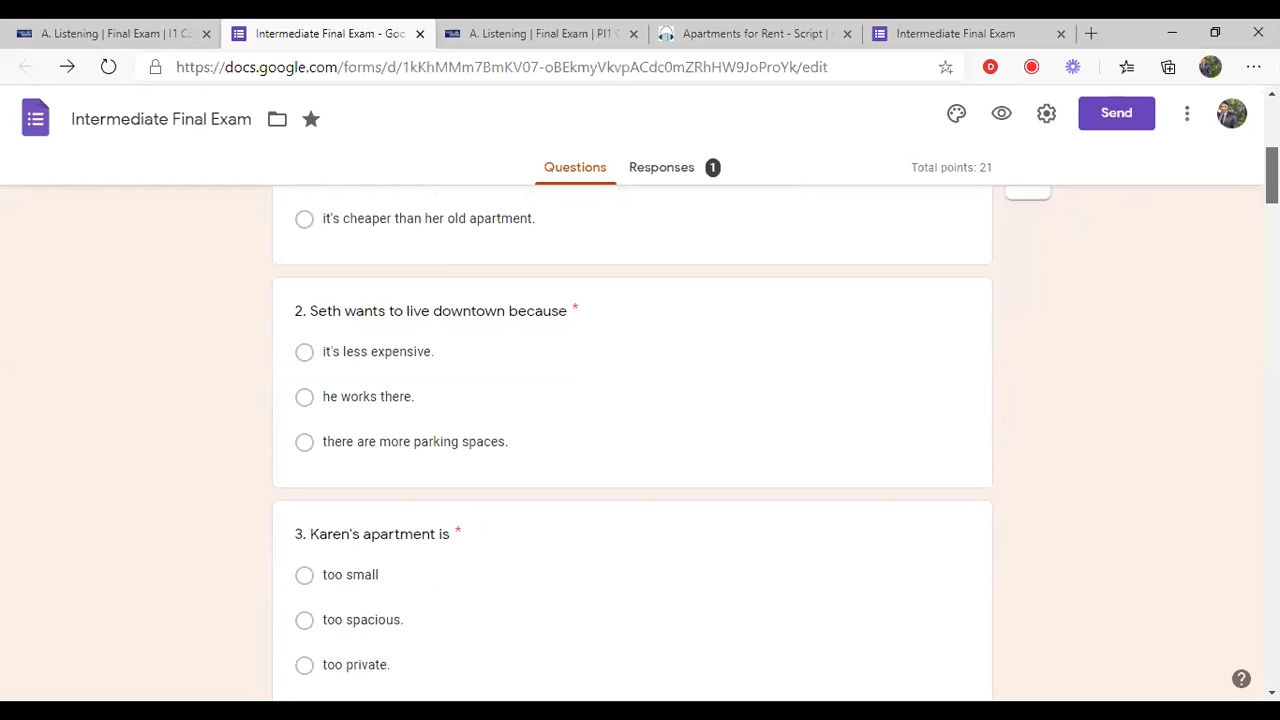 A. Listening | Final Exam | I1 C
Intermediate Final Exam - Goo
A. Listening | Final Exam | PI1 C
Apartments for Rent - Script |
Intermediate Final Exam
https://docs.google.com/forms/d/1kKhMMm7BmKV07-oBEkmyVkvpACdc0mZRhHW9JoProYk/edit
D
Intermediate Final Exam
Send
Questions
Responses
1
Total points: 21
it's cheaper than her old apartment.
2. Seth wants to live downtown because *
it's less expensive.
he works there.
there are more parking spaces.
3. Karen's apartment is *
too small
too spacious.
too private.